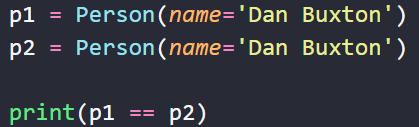 p1 = Person(name='Dan Buxton')
p2 = Person(name='Dan Buxton')
print(p1 == p2)